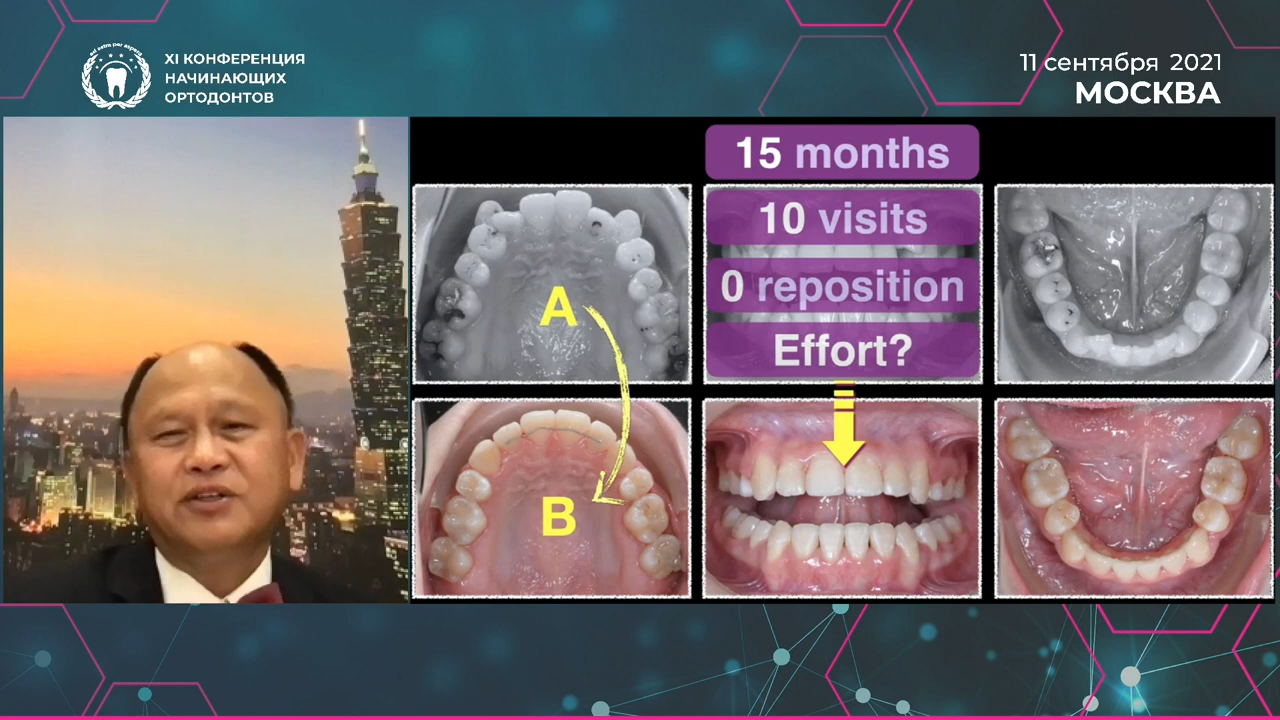 XI КОНФЕРЕНЦИЯ
НАЧИНАЮЩИХ
ОРТОДОНТОВ
11 сентября 2021
МОСКВА
15 months
10 visits
0 reposition
Effort?
A
B